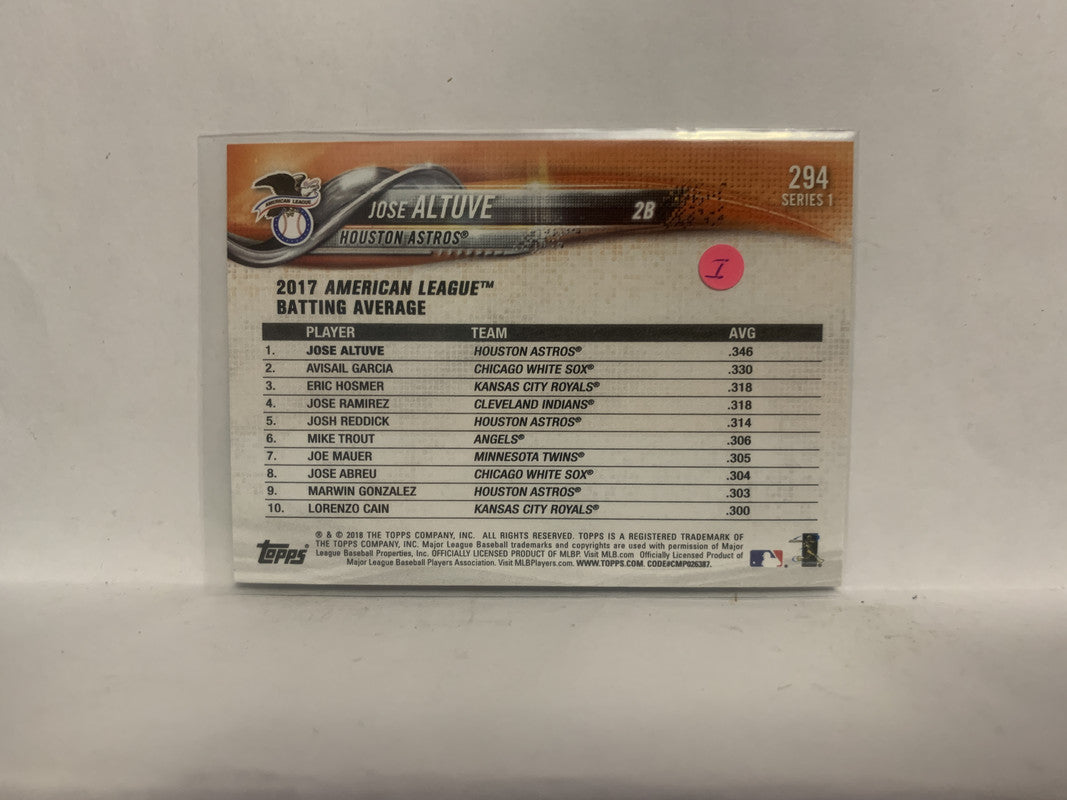 294
SERIES 1
AMERICAN LEAGUE
JOSE ALTUVE 2B
HOUSTON ASTROS®
I
2017 AMERICAN LEAGUE™
BATTING AVERAGE
PLAYER TEAM AVG
1. JOSE ALTUVE HOUSTON ASTROS® .346
2. AVISAIL GARCIA CHICAGO WHITE SOX® .330
3. ERIC HOSMER KANSAS CITY ROYALS® .318
4. JOSE RAMIREZ CLEVELAND INDIANS® .318
5. JOSH REDDICK HOUSTON ASTROS® .314
6. MIKE TROUT ANGELS® .306
7. JOE MAUER MINNESOTA TWINS® .305
8. JOSE ABREU CHICAGO WHITE SOX® .304
9. MARWIN GONZALEZ HOUSTON ASTROS® .303
10. LORENZO CAIN KANSAS CITY ROYALS® .300
topps®
® & © 2018 THE TOPPS COMPANY, INC. ALL RIGHTS RESERVED. TOPPS IS A REGISTERED TRADEMARK OF
THE TOPPS COMPANY, INC. Major League Baseball trademarks and copyrights are used with permission of Major
League Baseball Properties, Inc. OFFICIALLY LICENSED PRODUCT OF MLBP. Visit MLB.com Officially Licensed Product of
Major League Baseball Players Association. Visit MLBPlayers.com. WWW.TOPPS.COM. CODE#CMP026387.